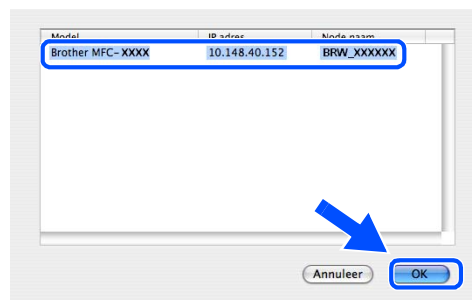 Model IP adres Node naam
Brother MFC-XXXX 10.148.40.152 BRW_XXXXXX
Annuleer OK